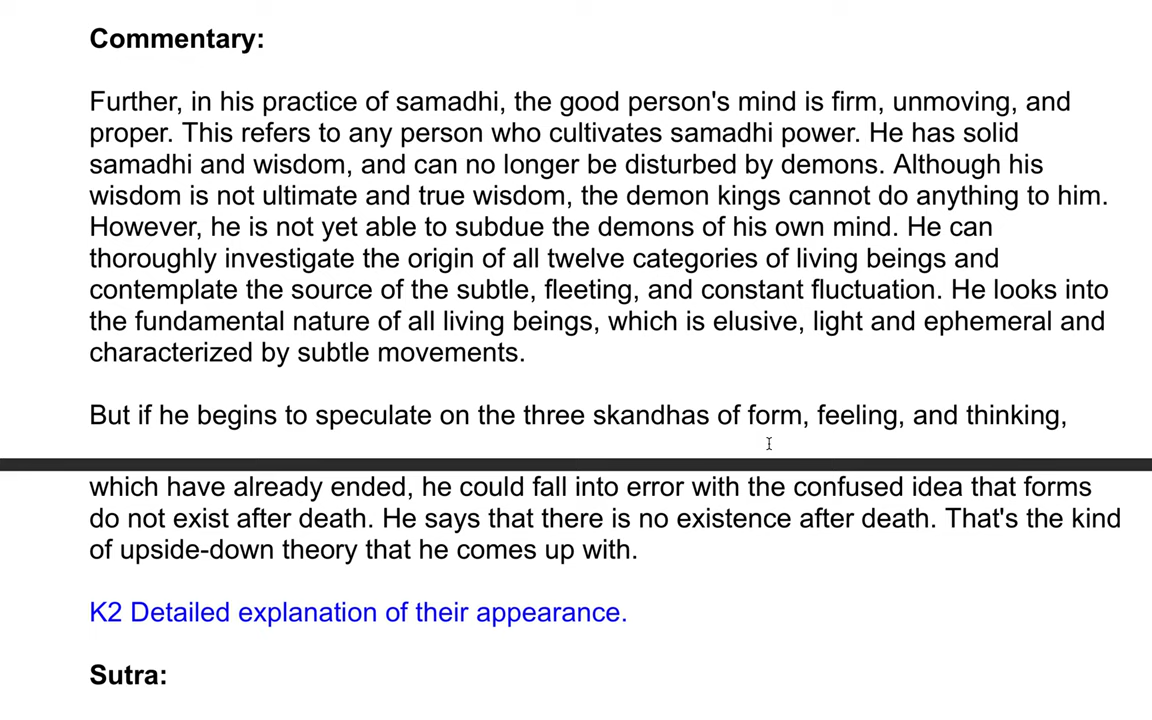 Commentary:
Further, in his practice of samadhi, the good person's mind is firm, unmoving, and
proper. This refers to any person who cultivates samadhi power. He has solid
samadhi and wisdom, and can no longer be disturbed by demons. Although his
wisdom is not ultimate and true wisdom, the demon kings cannot do anything to him.
However, he is not yet able to subdue the demons of his own mind. He can
thoroughly investigate the origin of all twelve categories of living beings and
contemplate the source of the subtle, fleeting, and constant fluctuation. He looks into
the fundamental nature of all living beings, which is elusive, light and ephemeral and
characterized by subtle movements.
But if he begins to speculate on the three skandhas of form, feeling, and thinking,
which have already ended, he could fall into error with the confused idea that forms
do not exist after death. He says that there is no existence after death. That's the kind
of upside-down theory that he comes up with.
K2 Detailed explanation of their appearance.
Sutra: